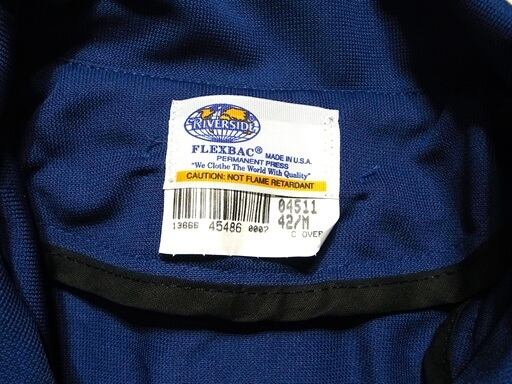 RIVERSIDE
FLEXBAC® MADE IN U.S.A.
PERMANENT PRESS
"We Clothe The World With Quality"
CAUTION: NOT FLAME RETARDANT
04511
42/M
13666 45486 0007
C OVER